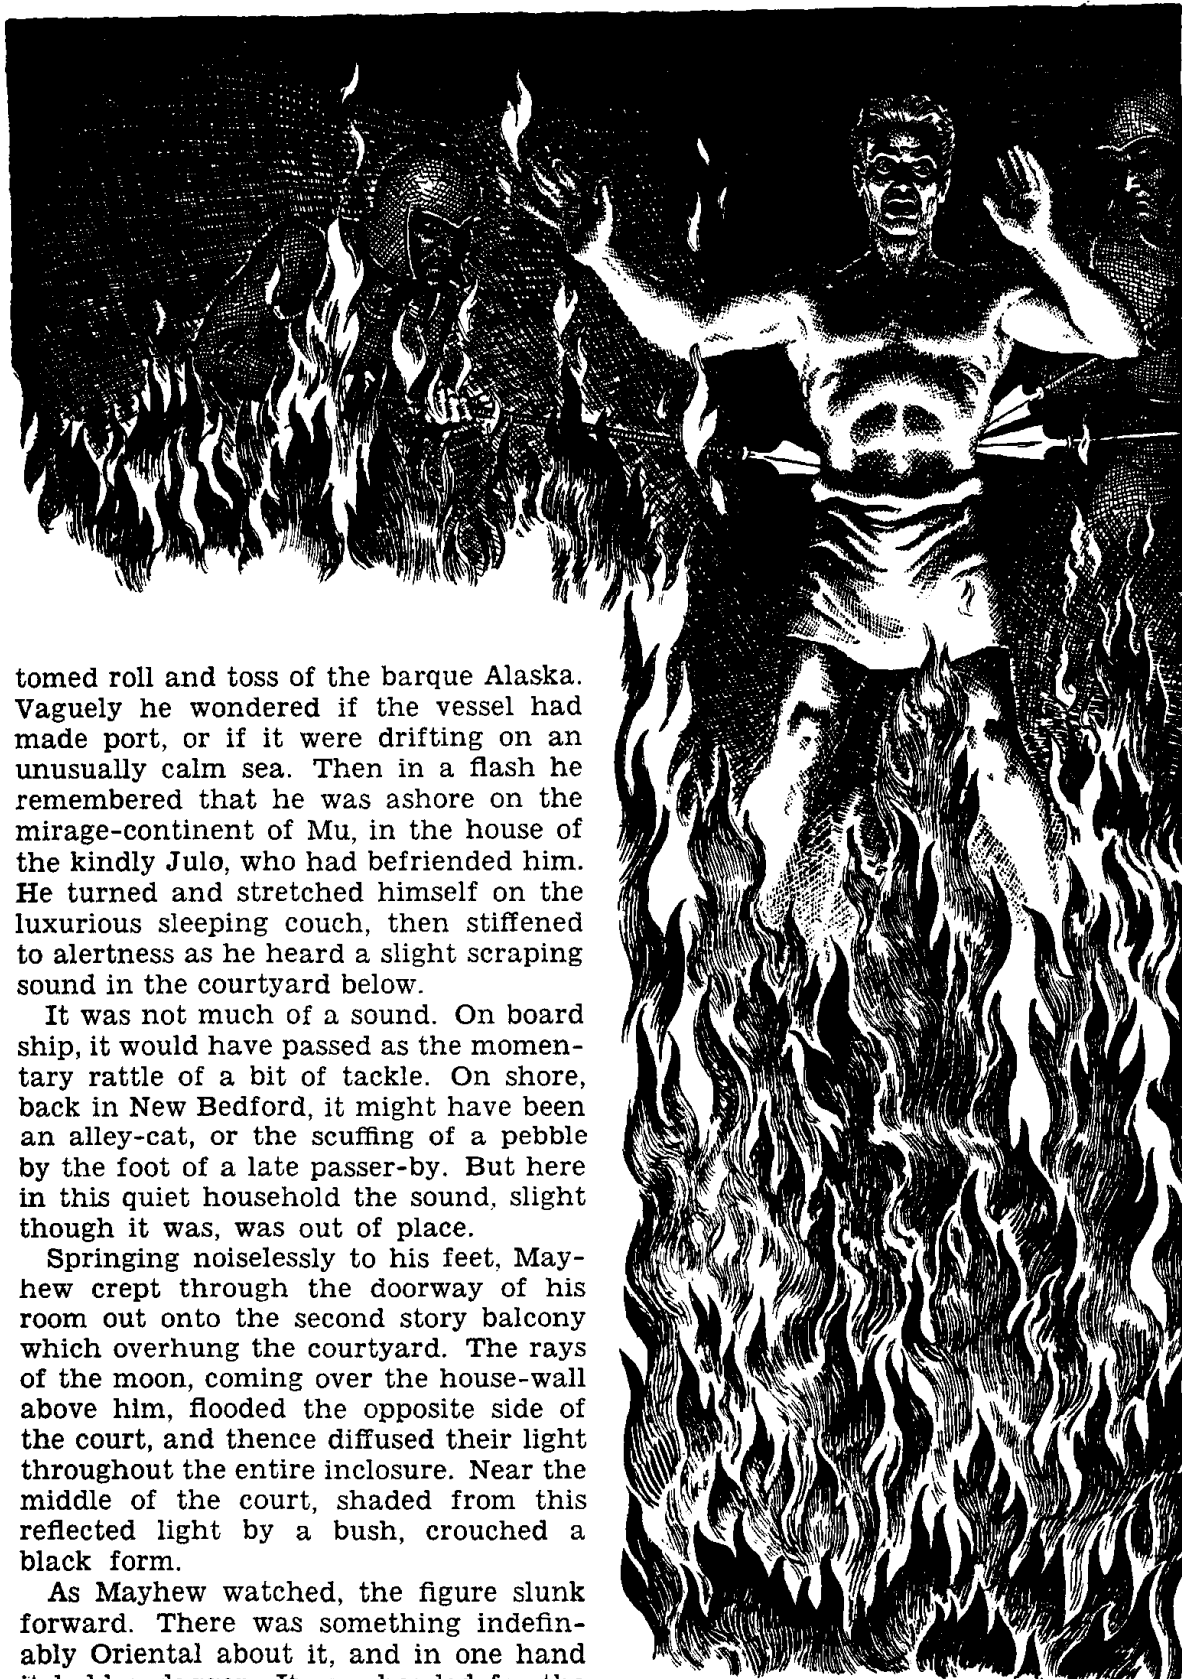 tomed roll and toss of the barque Alaska.
Vaguely he wondered if the vessel had
made port, or if it were drifting on an
unusually calm sea. Then in a flash he
remembered that he was ashore on the
mirage-continent of Mu, in the house of
the kindly Julo, who had befriended him.
He turned and stretched himself on the
luxurious sleeping couch, then stiffened
to alertness as he heard a slight scraping
sound in the courtyard below.
It was not much of a sound. On board
ship, it would have passed as the momen-
tary rattle of a bit of tackle. On shore,
back in New Bedford, it might have been
an alley-cat, or the scuffing of a pebble
by the foot of a late passer-by. But here
in this quiet household the sound, slight
though it was, was out of place.
Springing noiselessly to his feet, May-
hew crept through the doorway of his
room out onto the second story balcony
which overhung the courtyard. The rays
of the moon, coming over the house-wall
above him, flooded the opposite side of
the court, and thence diffused their light
throughout the entire inclosure. Near the
middle of the court, shaded from this
reflected light by a bush, crouched a
black form.
As Mayhew watched, the figure slunk
forward. There was something indefin-
ably Oriental about it, and in one hand